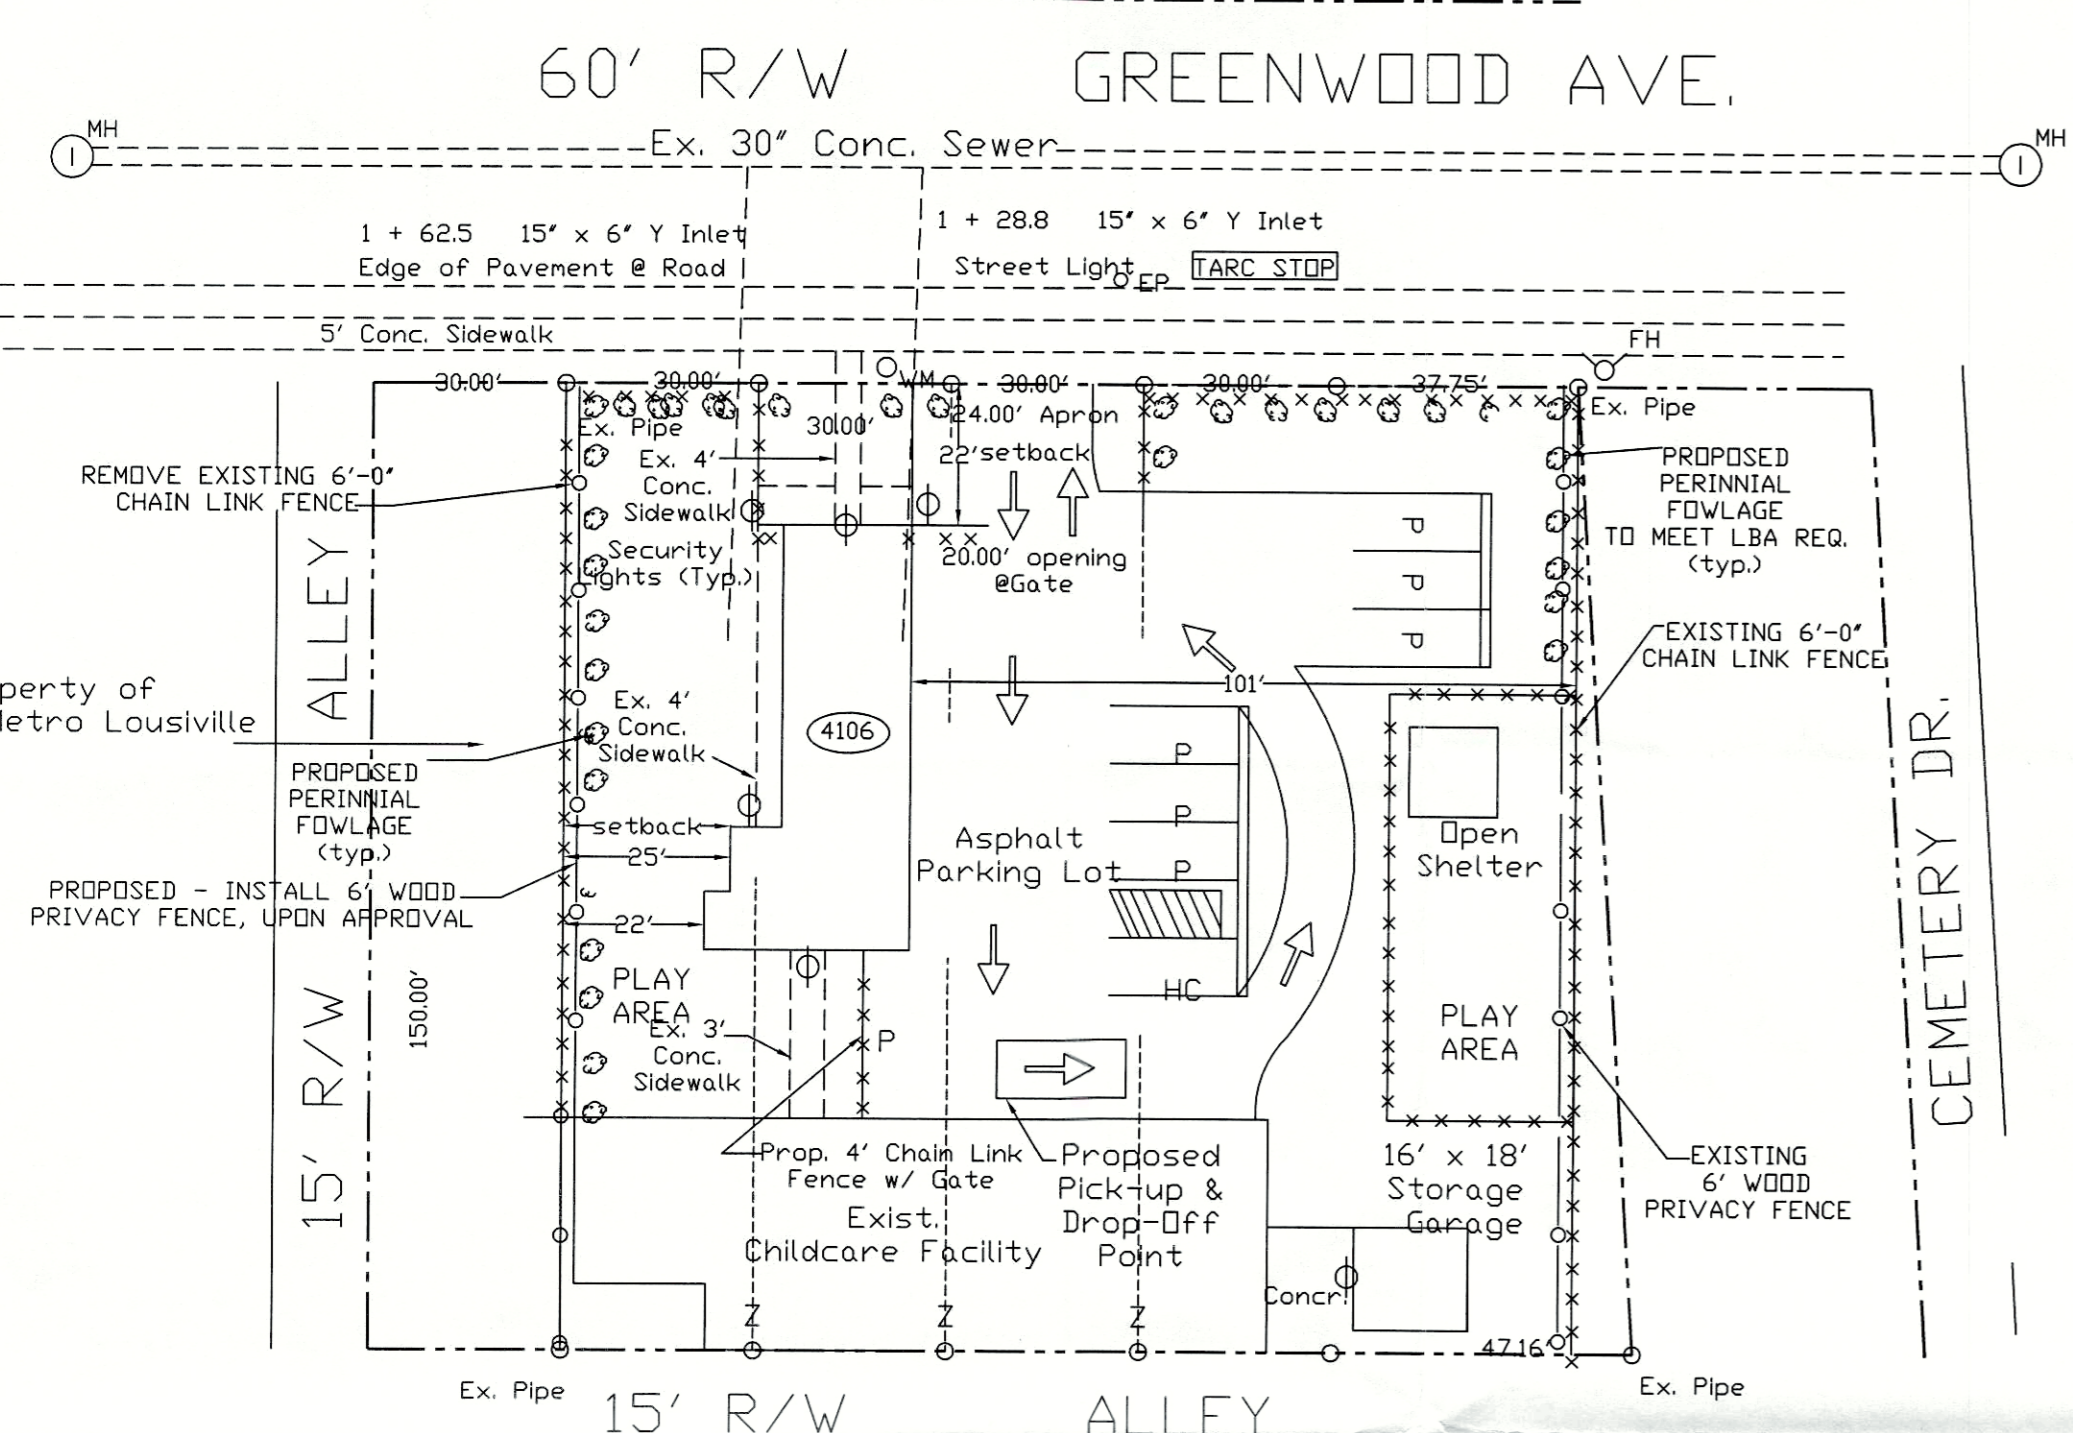 60' R/W GREENWOOD AVE.
MH
Ex. 30" Conc. Sewer
MH
1 + 62.5 15" x 6" Y Inlet
1 + 28.8 15" x 6" Y Inlet
Edge of Pavement @ Road
Street Light
EP
TARC STOP
5' Conc. Sidewalk
FH
WM
30.00'
30.00'
30.00'
30.00'
37.75'
Ex. Pipe
30.00'
24.00' Apron
Ex. Pipe
22' setback
Ex. 4'
Conc.
Sidewalk
REMOVE EXISTING 6'-0"
CHAIN LINK FENCE
PROPOSED
PERINNIAL
FOWLAGE
TO MEET LBA REQ.
(typ.)
Security
Lights (Typ.)
20.00' opening
@Gate
P
P
P
ALLEY
EXISTING 6'-0"
CHAIN LINK FENCE
101'
perty of
etro Lousiville
Ex. 4'
Conc.
Sidewalk
4106
PROPOSED
PERINNIAL
FOWLAGE
(typ.)
setback
25'
P
P
P
Asphalt
Parking Lot
Open
Shelter
CEMETERY DR.
PROPOSED - INSTALL 6' WOOD
PRIVACY FENCE, UPON APPROVAL
22'
150.00'
15' R/W
PLAY
AREA
HC
Ex. 3'
Conc.
Sidewalk
P
PLAY
AREA
Prop. 4' Chain Link
Fence w/ Gate
Proposed
Pick-up &
Drop-Off
Point
16' x 18'
Storage
Garage
EXISTING
6' WOOD
PRIVACY FENCE
Exist.
Childcare Facility
Concr.
Z
Z
Z
47.16'
Ex. Pipe
Ex. Pipe
15' R/W ALLEY